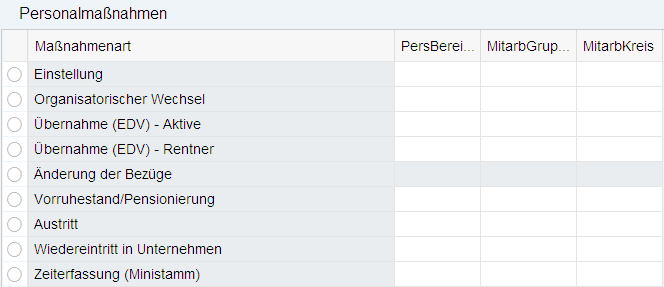 Personalmaßnahmen
Maßnahmenart PersBerei... MitarbGrup... MitarbKreis
Einstellung
Organisatorischer Wechsel
Übernahme (EDV) - Aktive
Übernahme (EDV) - Rentner
Änderung der Bezüge
Vorruhestand/Pensionierung
Austritt
Wiedereintritt in Unternehmen
Zeiterfassung (Ministamm)